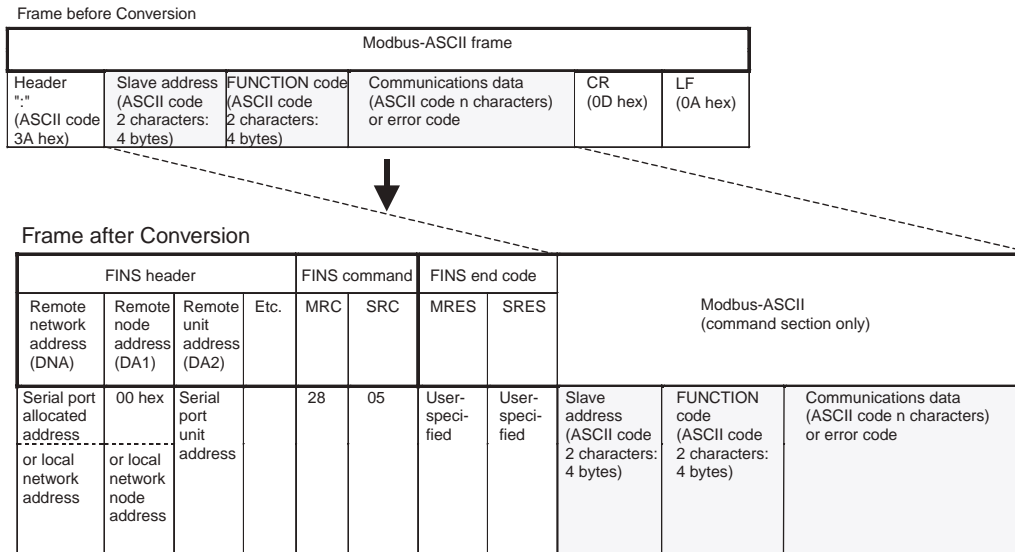 Frame before Conversion
Modbus-ASCII frame
Header
":"
(ASCII code
3A hex)
Slave address
(ASCII code
2 characters:
4 bytes)
FUNCTION code
(ASCII code
2 characters:
4 bytes)
Communications data
(ASCII code n characters)
or error code
CR
(0D hex)
LF
(0A hex)
Frame after Conversion
FINS header
FINS command
FINS end code
Modbus-ASCII
(command section only)
Remote
network
address
(DNA)
Remote
node
address
(DA1)
Remote
unit
address
(DA2)
Etc.
MRC
SRC
MRES
SRES
Serial port
allocated
address
or local
network
address
00 hex
or local
network
node
address
Serial
port
unit
address
28
05
User-
speci-
fied
User-
speci-
fied
Slave
address
(ASCII code
2 characters:
4 bytes)
FUNCTION
code
(ASCII code
2 characters:
4 bytes)
Communications data
(ASCII code n characters)
or error code